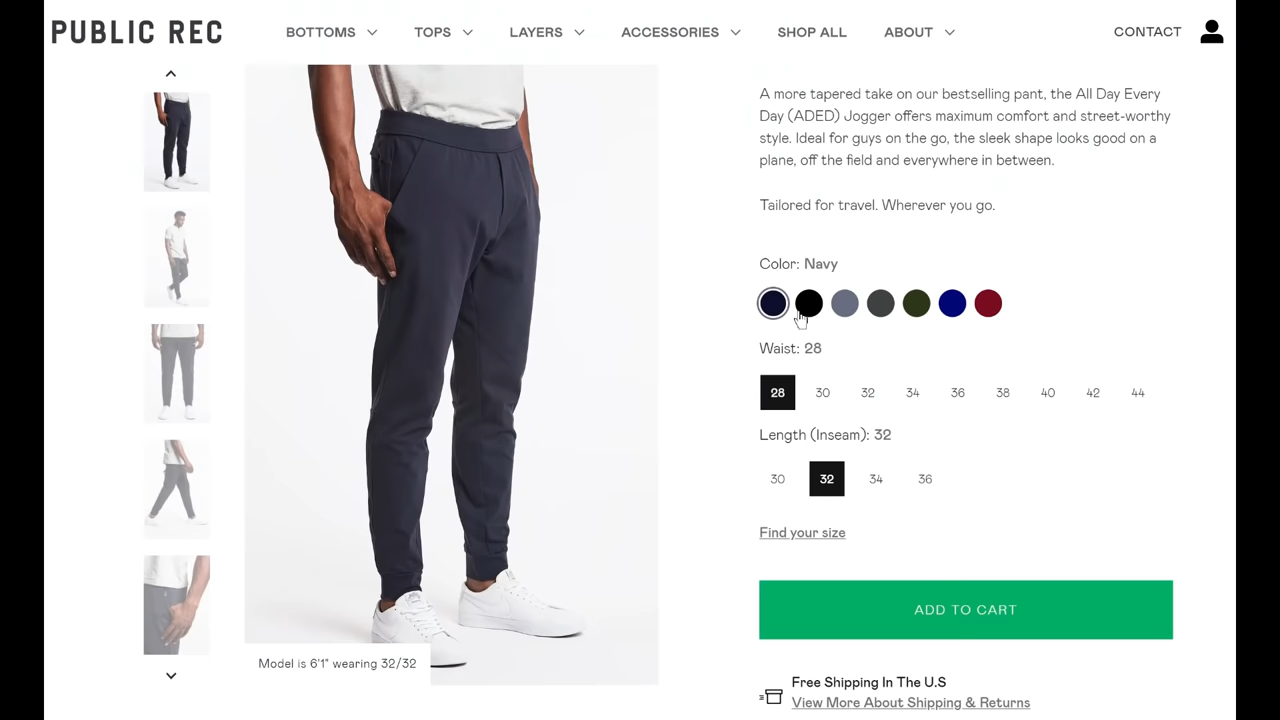 PUBLIC REC
BOTTOMS
TOPS
LAYERS
ACCESSORIES
SHOP ALL
ABOUT
CONTACT
A more tapered take on our bestselling pant, the All Day Every
Day (ADED) Jogger offers maximum comfort and street-worthy
style. Ideal for guys on the go, the sleek shape looks good on a
plane, off the field and everywhere in between.
Tailored for travel. Wherever you go.
Color: Navy
Waist: 28
28 30 32 34 36 38 40 42 44
Length (Inseam): 32
30 32 34 36
Find your size
ADD TO CART
Model is 6'1" wearing 32/32
Free Shipping In The U.S
View More About Shipping & Returns